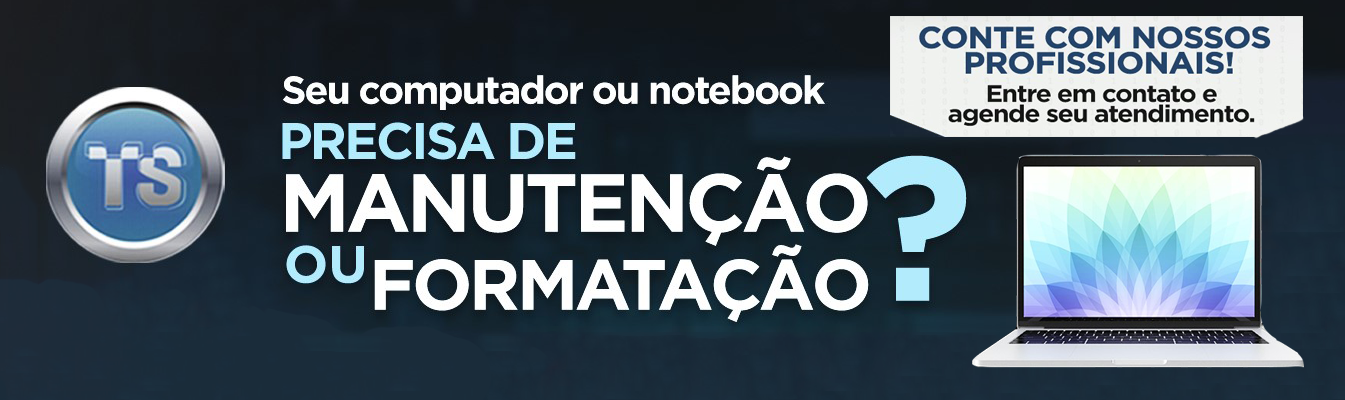 TS
Seu computador ou notebook
PRECISA DE
MANUTENÇÃO
OU FORMATAÇÃO?
CONTE COM NOSSOS
PROFISSIONAIS!
Entre em contato e
agende seu atendimento.